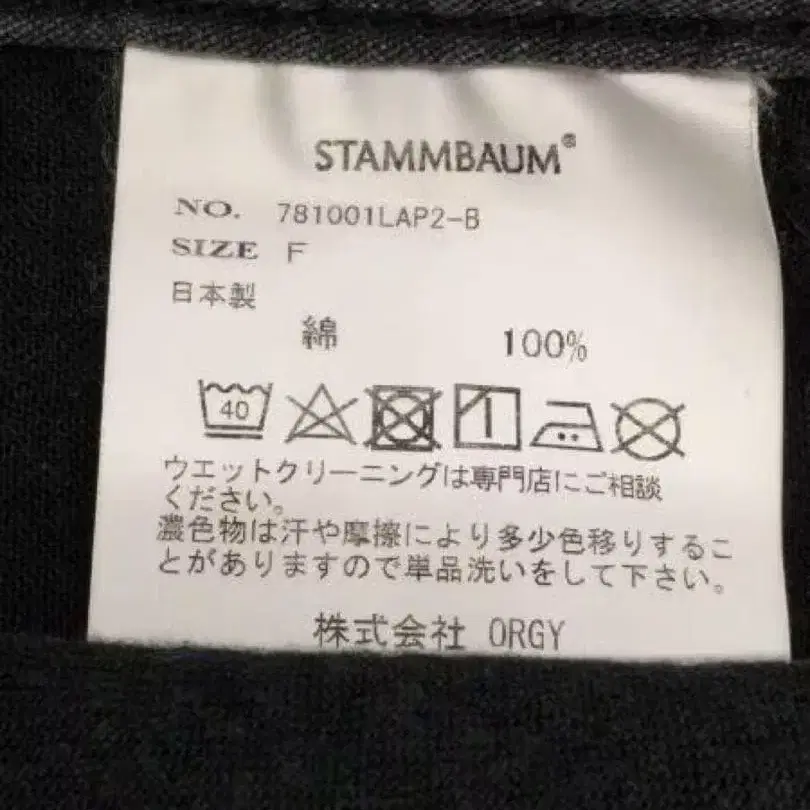 STAMMBAUM®
NO. 781001LAP2-B
SIZE F
日本製
綿 100%
40
ウエットクリーニングは専門店にご相談
ください。
濃色物は汗や摩擦により多少色移りするこ
とがありますので単品洗いをして下さい。
株式会社 ORGY